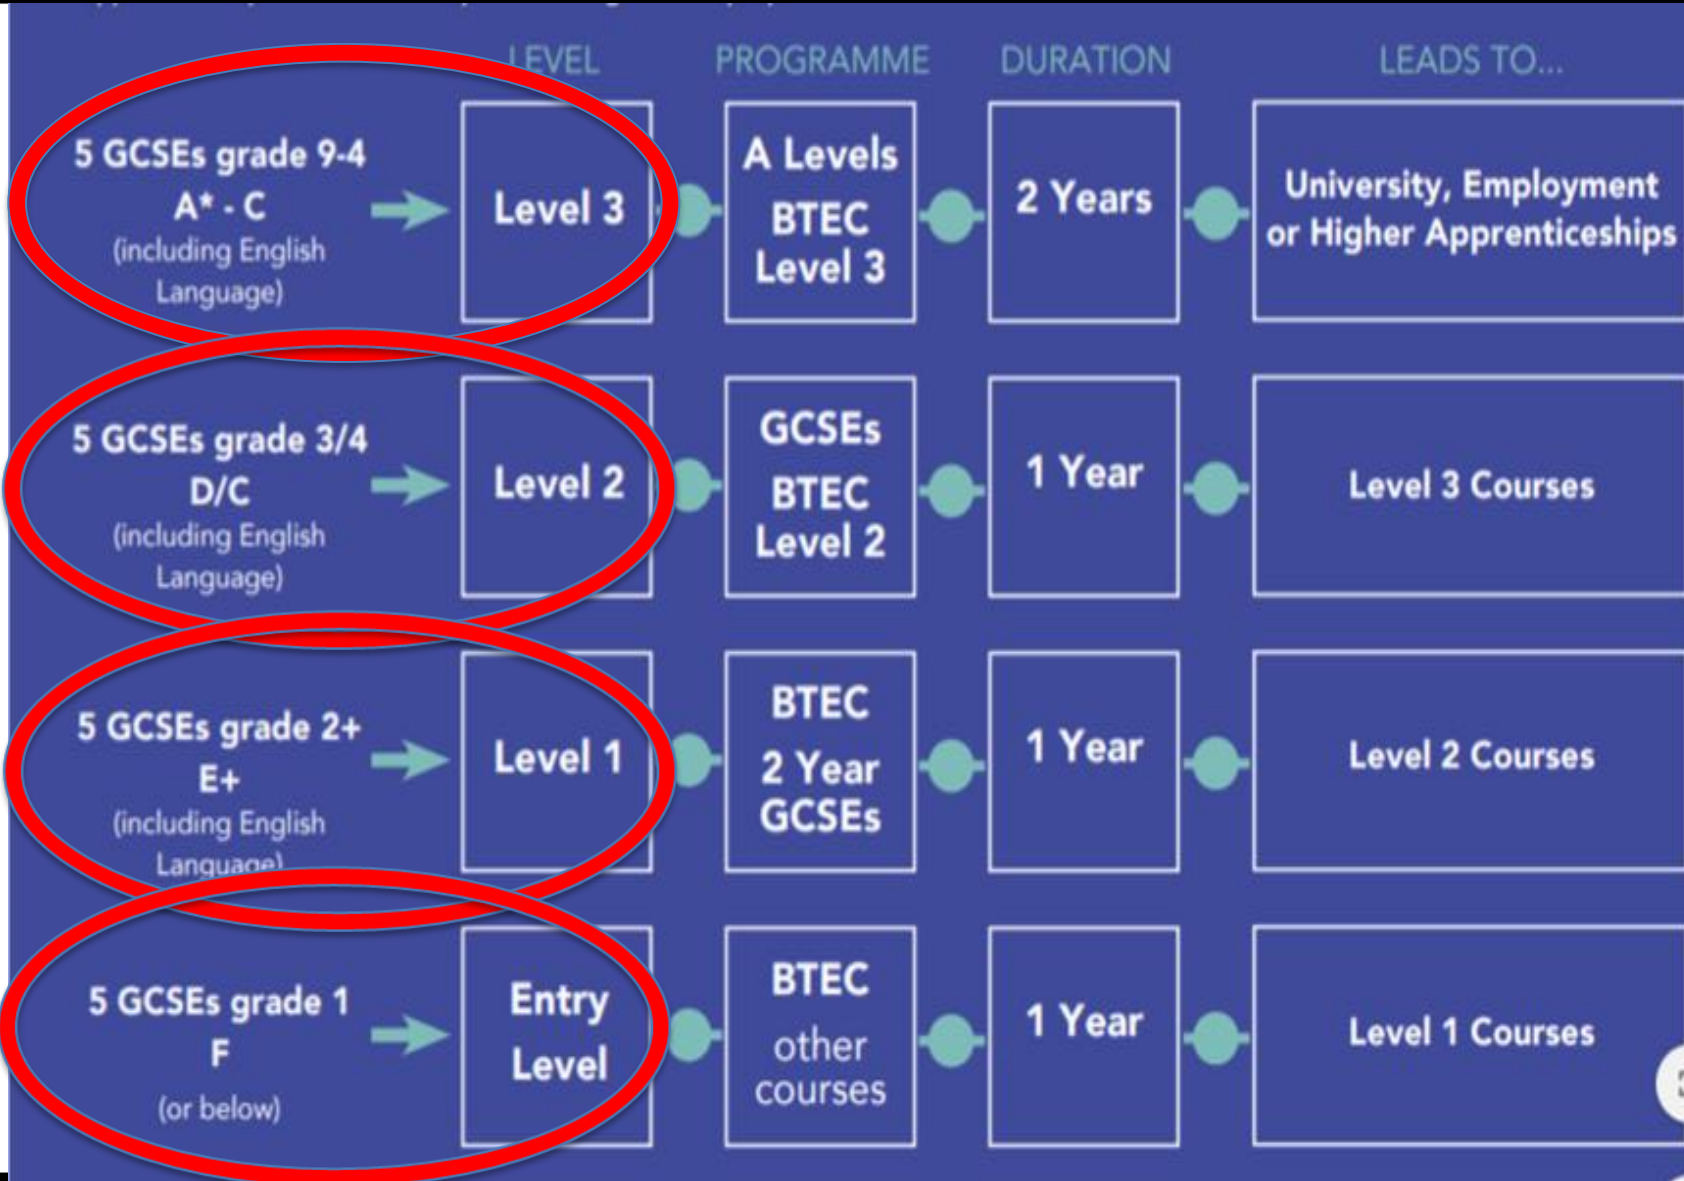 LEVEL PROGRAMME DURATION LEADS TO...
5 GCSEs grade 9-4
A* - C
(including English
Language)
Level 3
A Levels
BTEC
Level 3
2 Years
University, Employment
or Higher Apprenticeships
5 GCSEs grade 3/4
D/C
(including English
Language)
Level 2
GCSEs
BTEC
Level 2
1 Year
Level 3 Courses
5 GCSEs grade 2+
E+
(including English
Language)
Level 1
BTEC
2 Year
GCSEs
1 Year
Level 2 Courses
5 GCSEs grade 1
F
(or below)
Entry
Level
BTEC
other
courses
1 Year
Level 1 Courses